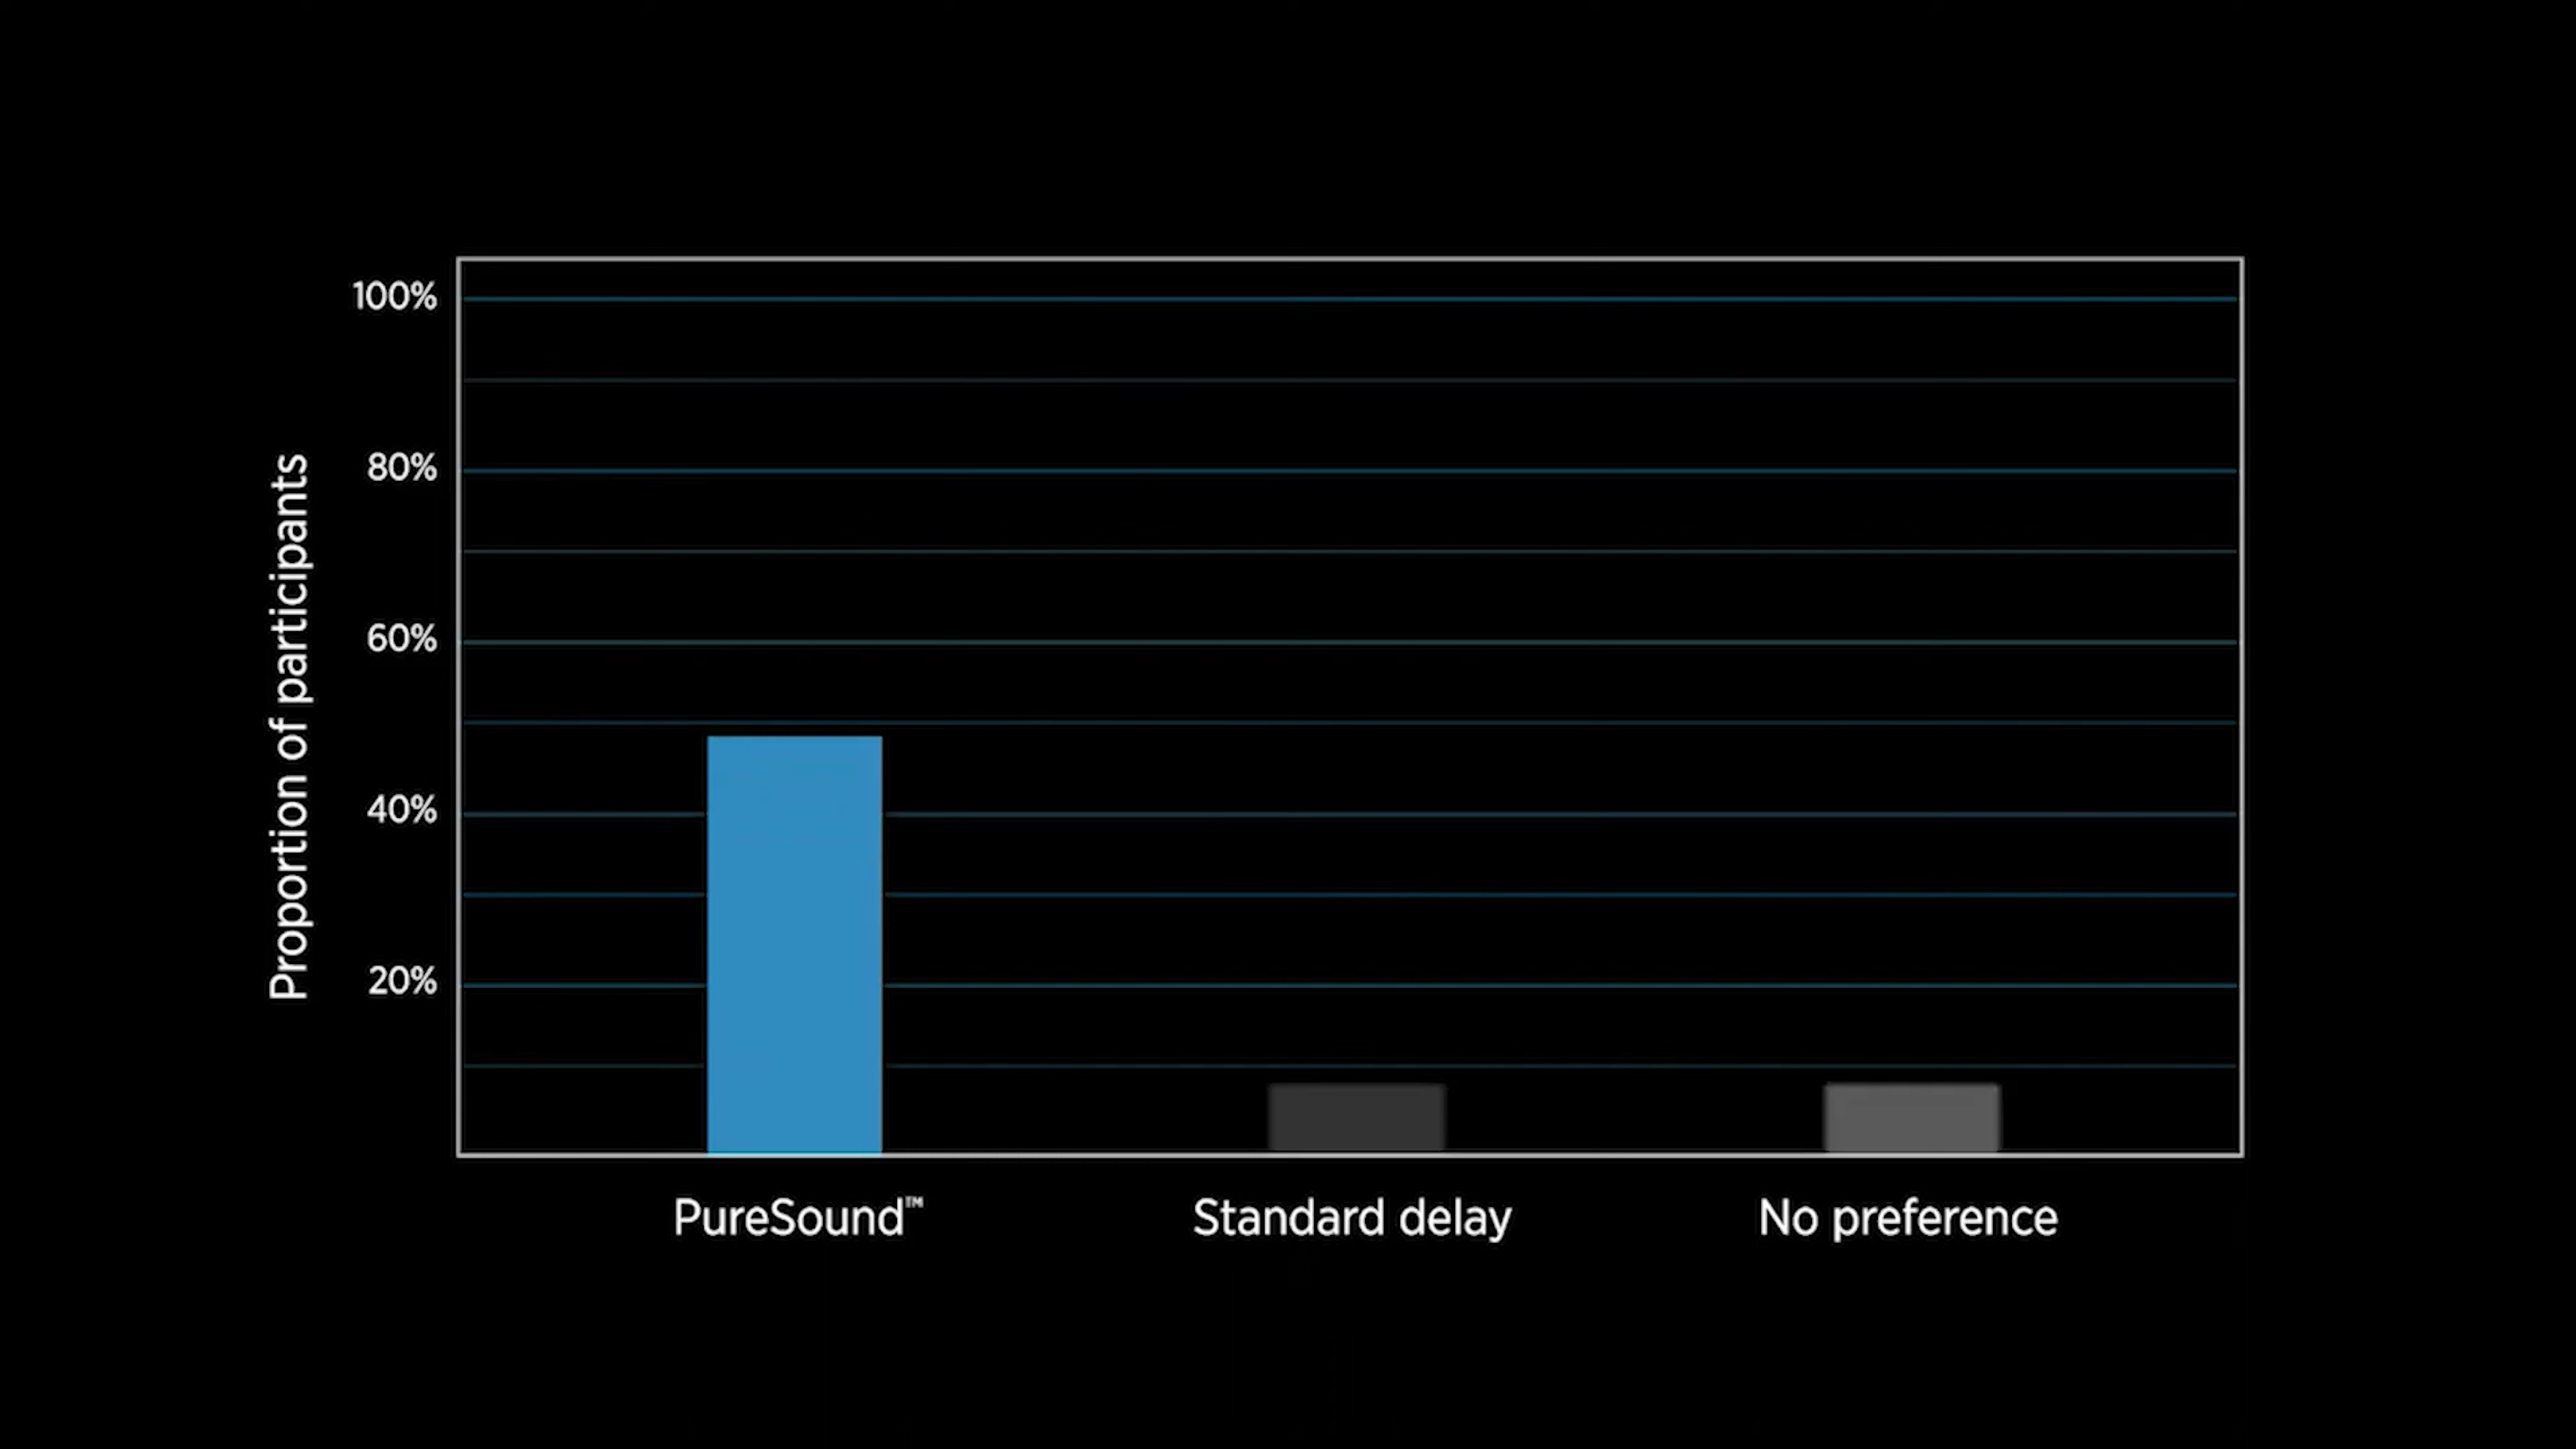 Proportion of participants
100%
80%
60%
40%
20%
PureSound™
Standard delay
No preference